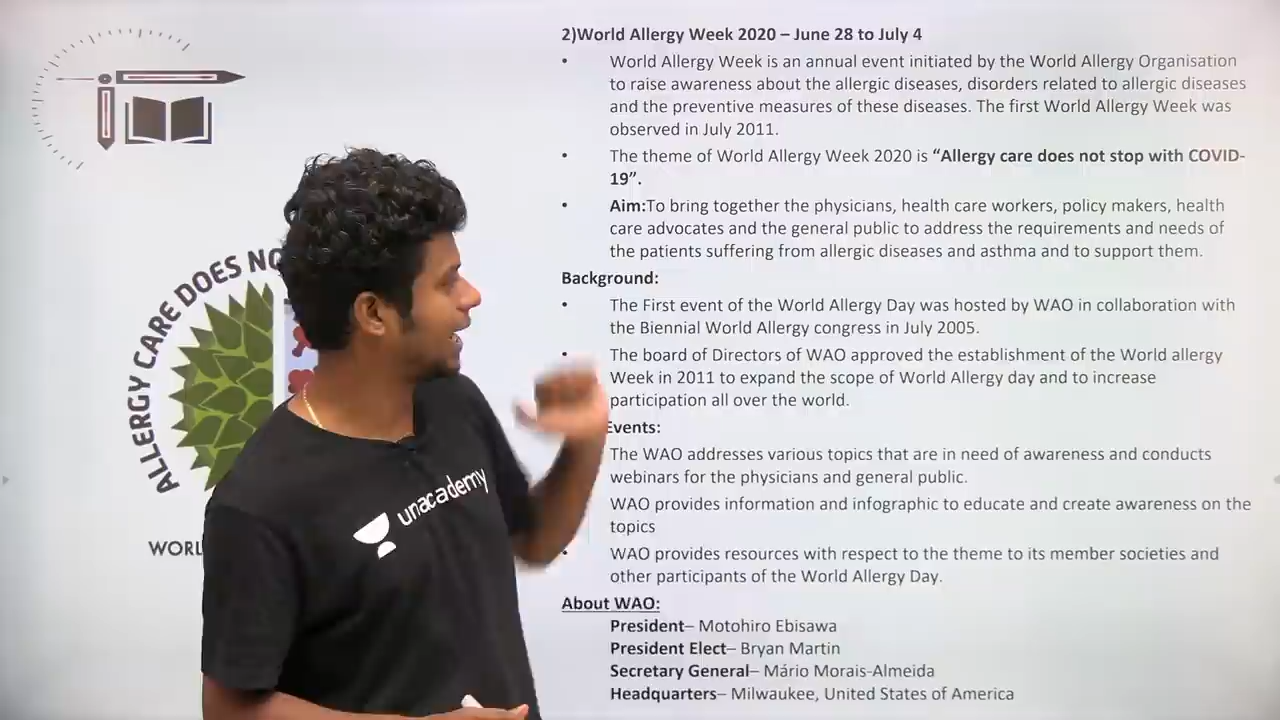 2)World Allergy Week 2020 – June 28 to July 4
• World Allergy Week is an annual event initiated by the World Allergy Organisation
to raise awareness about the allergic diseases, disorders related to allergic diseases
and the preventive measures of these diseases. The first World Allergy Week was
observed in July 2011.
• The theme of World Allergy Week 2020 is “Allergy care does not stop with COVID-
19”.
• Aim:To bring together the physicians, health care workers, policy makers, health
care advocates and the general public to address the requirements and needs of
the patients suffering from allergic diseases and asthma and to support them.
Background:
• The First event of the World Allergy Day was hosted by WAO in collaboration with
the Biennial World Allergy congress in July 2005.
• The board of Directors of WAO approved the establishment of the World allergy
Week in 2011 to expand the scope of World Allergy day and to increase
participation all over the world.
Events:
The WAO addresses various topics that are in need of awareness and conducts
webinars for the physicians and general public.
WAO provides information and infographic to educate and create awareness on the
topics
• WAO provides resources with respect to the theme to its member societies and
other participants of the World Allergy Day.
About WAO:
President– Motohiro Ebisawa
President Elect– Bryan Martin
Secretary General– Mário Morais-Almeida
Headquarters– Milwaukee, United States of America
ALLERGY CARE DOES NO
WORL
unacademy